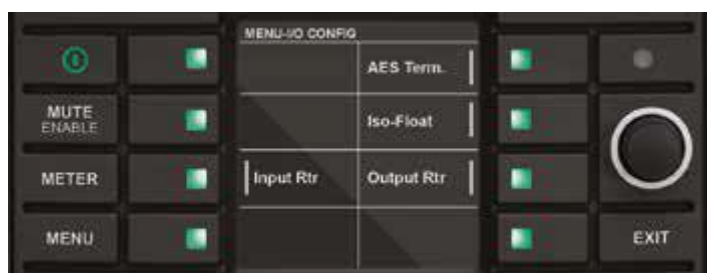 MENU-I/O CONFIG
AES Term.
MUTE
ENABLE
Iso-Float
METER
Input Rtr
Output Rtr
MENU
EXIT